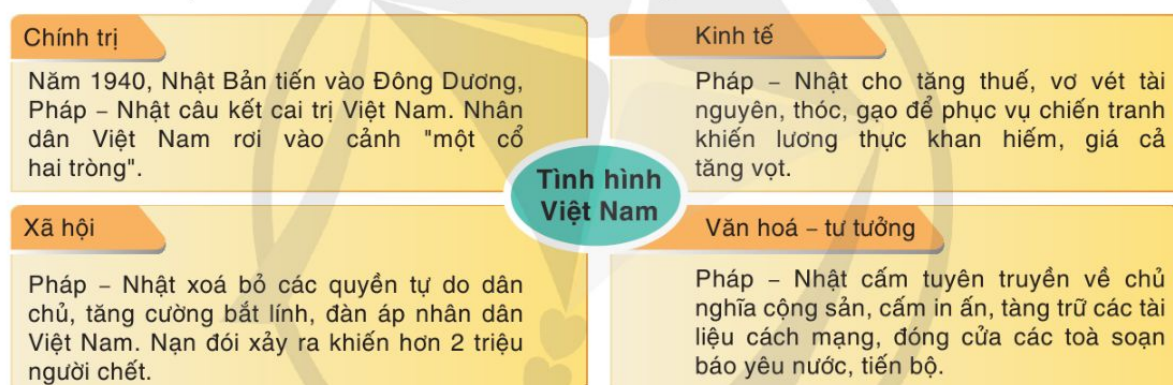 Chính trị
Năm 1940, Nhật Bản tiến vào Đông Dương,
Pháp – Nhật câu kết cai trị Việt Nam. Nhân
dân Việt Nam rơi vào cảnh "một cổ
hai tròng".
Kinh tế
Pháp – Nhật cho tăng thuế, vơ vét tài
nguyên, thóc, gạo để phục vụ chiến tranh
khiến lương thực khan hiếm, giá cả
tăng vọt.
Tình hình
Việt Nam
Xã hội
Pháp – Nhật xoá bỏ các quyền tự do dân
chủ, tăng cường bắt lính, đàn áp nhân dân
Việt Nam. Nạn đói xảy ra khiến hơn 2 triệu
người chết.
Văn hoá – tư tưởng
Pháp – Nhật cấm tuyên truyền về chủ
nghĩa cộng sản, cấm in ấn, tàng trữ các tài
liệu cách mạng, đóng cửa các toà soạn
báo yêu nước, tiến bộ.